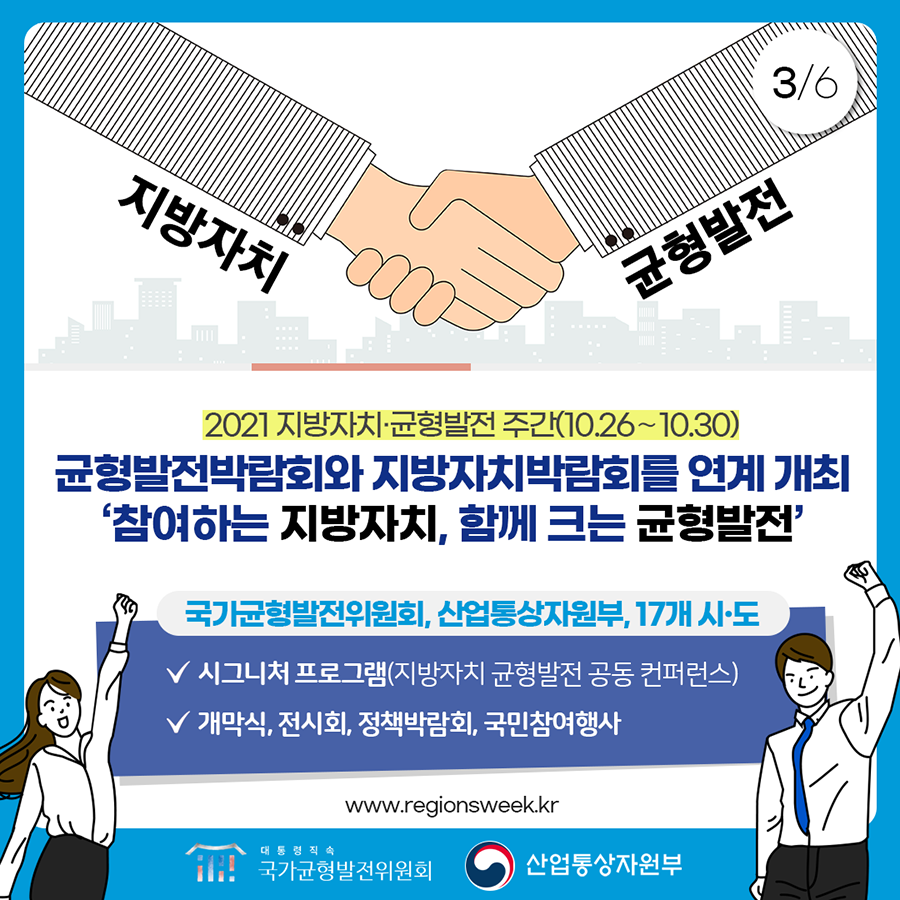 3/6
지방자치
균형발전
2021 지방자치·균형발전 주간(10.26~10.30)
균형발전박람회와 지방자치박람회를 연계 개최
‘참여하는 지방자치, 함께 크는 균형발전’
국가균형발전위원회, 산업통상자원부, 17개 시·도
시그니처 프로그램(지방자치 균형발전 공동 컨퍼런스)
개막식, 전시회, 정책박람회, 국민참여행사
www.regionsweek.kr
대통령직속
국가균형발전위원회
산업통상자원부